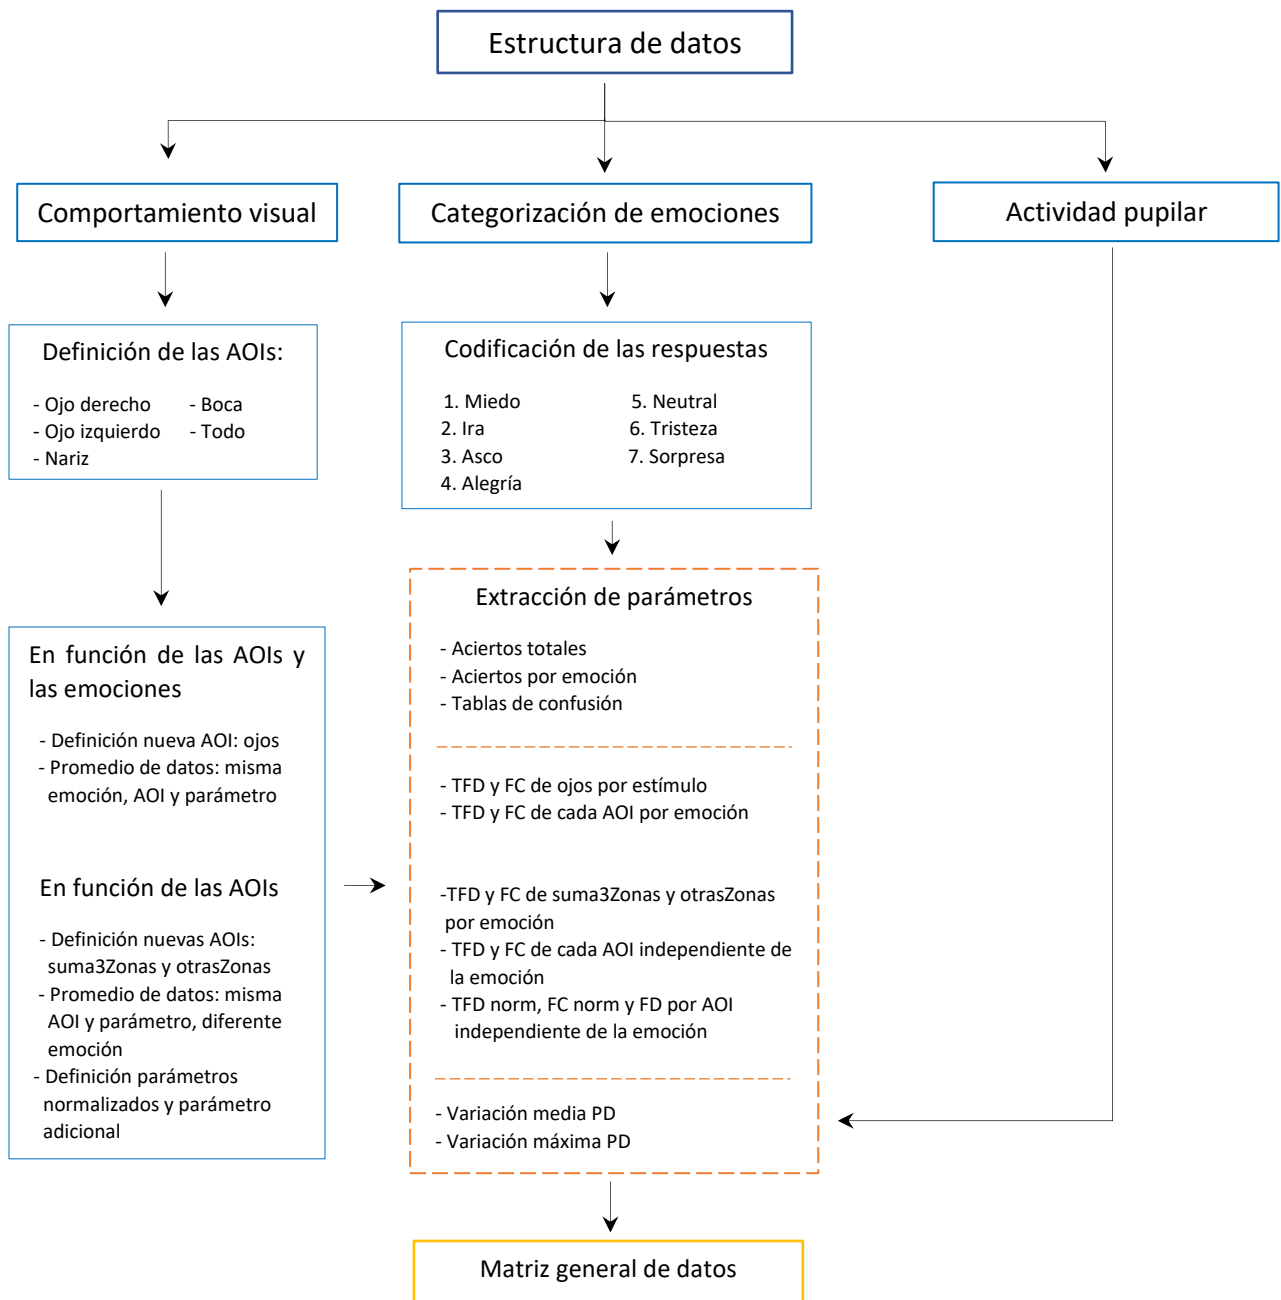 Estructura de datos
Comportamiento visual
Categorización de emociones
Actividad pupilar
Definición de las AOIs:
- Ojo derecho
- Ojo izquierdo
- Nariz
- Boca
- Todo
Codificación de las respuestas
1. Miedo
2. Ira
3. Asco
4. Alegría
5. Neutral
6. Tristeza
7. Sorpresa
En función de las AOIs y
las emociones
- Definición nueva AOI: ojos
- Promedio de datos: misma
emoción, AOI y parámetro
En función de las AOIs
- Definición nuevas AOIs:
suma3Zonas y otrasZonas
- Promedio de datos: misma
AOI y parámetro, diferente
emoción
- Definición parámetros
normalizados y parámetro
adicional
Extracción de parámetros
- Aciertos totales
- Aciertos por emoción
- Tablas de confusión
- TFD y FC de ojos por estímulo
- TFD y FC de cada AOI por emoción
-TFD y FC de suma3Zonas y otrasZonas
por emoción
- TFD y FC de cada AOI independiente de
la emoción
- TFD norm, FC norm y FD por AOI
independiente de la emoción
- Variación media PD
- Variación máxima PD
Matriz general de datos